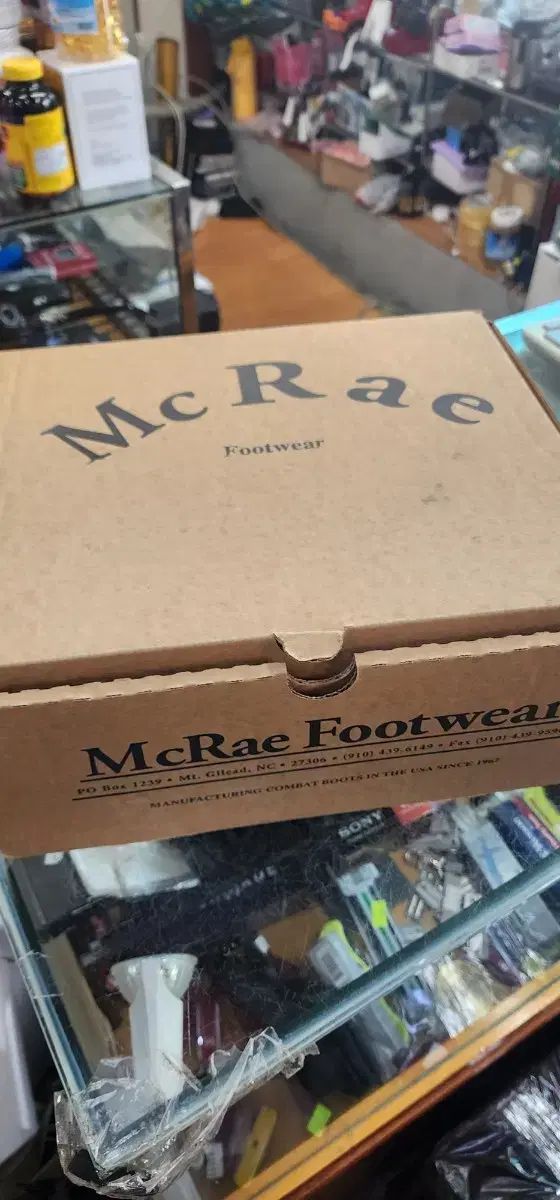 McRae
Footwear
McRae Footwear
PO Box 1239 • Mt. Gilead, NC • 27306 • (910) 439-6149 • Fax (910) 439-959
MANUFACTURING COMBAT BOOTS IN THE USA SINCE 1967
SONY